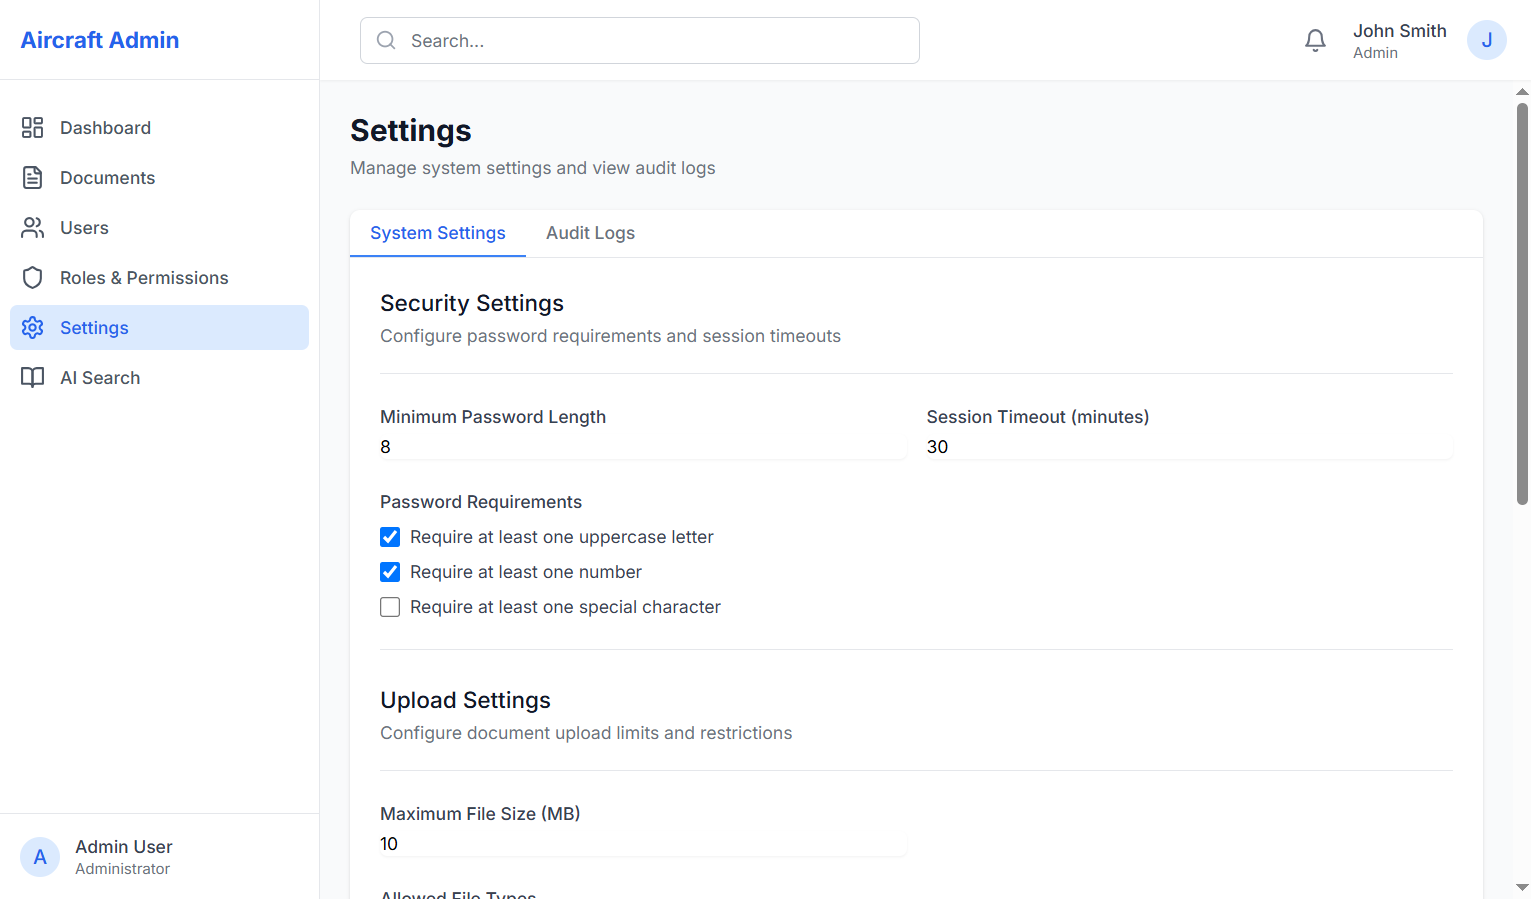 Aircraft Admin
Search...
John Smith
Admin
J
Dashboard
Documents
Users
Roles & Permissions
Settings
AI Search
Admin User
Administrator
A
Settings
Manage system settings and view audit logs
System Settings
Audit Logs
Security Settings
Configure password requirements and session timeouts
Minimum Password Length
8
Session Timeout (minutes)
30
Password Requirements
Require at least one uppercase letter
Require at least one number
Require at least one special character
Upload Settings
Configure document upload limits and restrictions
Maximum File Size (MB)
10
Allowed File Types